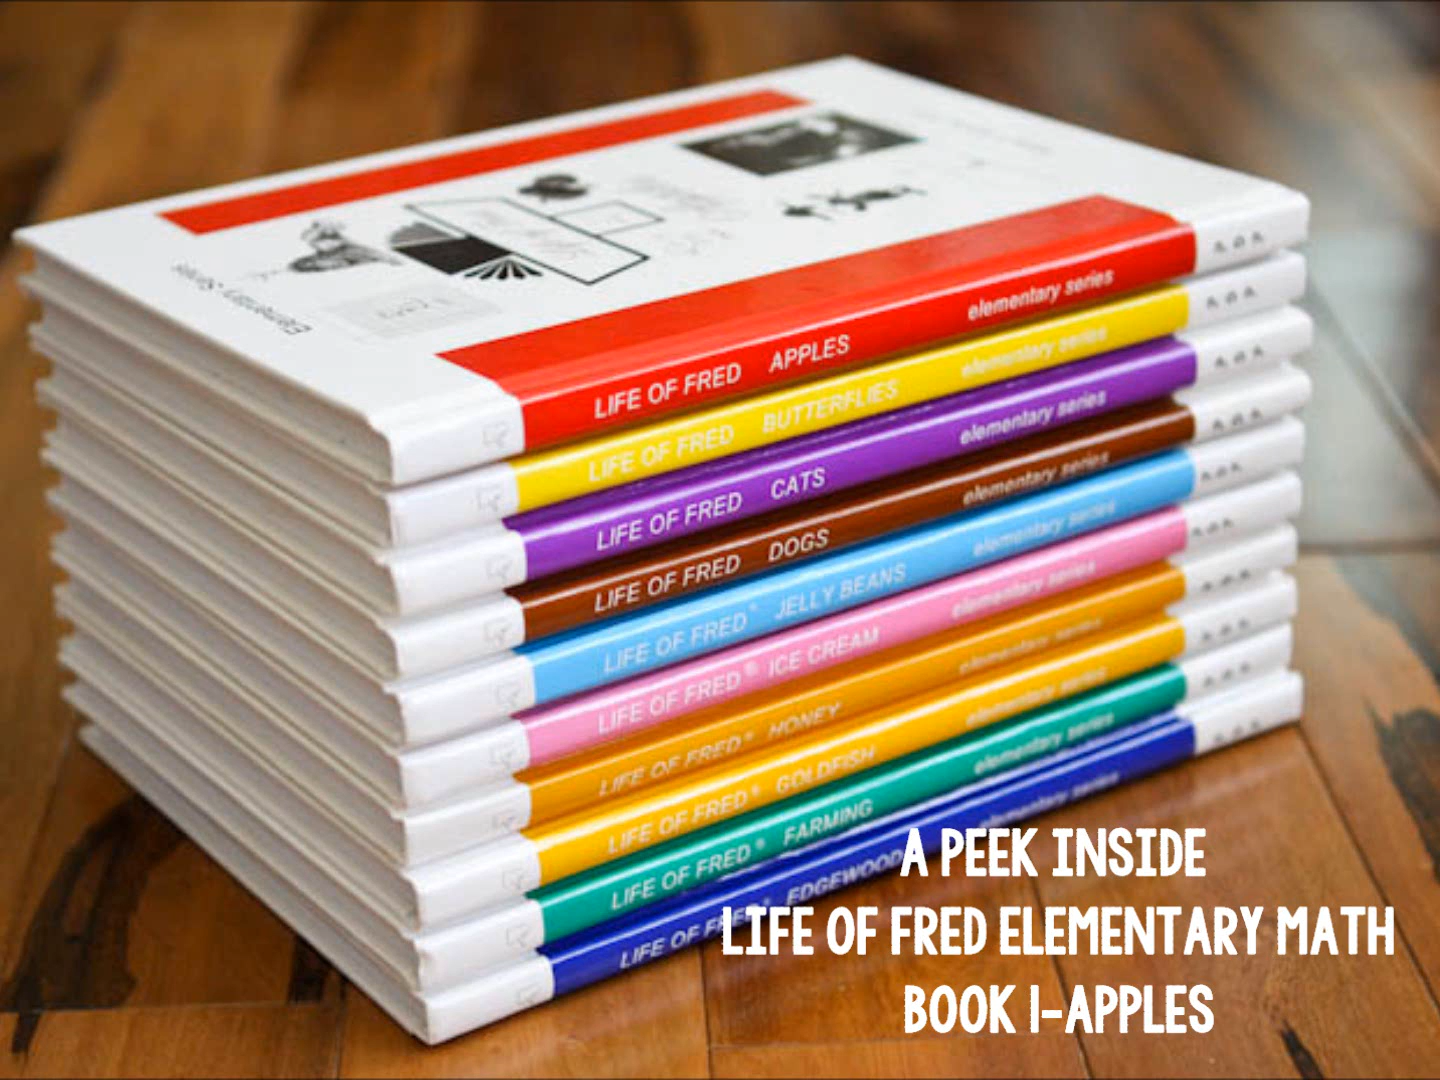 Elementary Series
LIFE OF FRED APPLES elementary series
LIFE OF FRED BUTTERFLIES elementary series
LIFE OF FRED CATS elementary series
LIFE OF FRED DOGS elementary series
LIFE OF FRED® JELLY BEANS elementary series
LIFE OF FRED® ICE CREAM elementary series
LIFE OF FRED® HONEY elementary series
LIFE OF FRED® GOLDFISH elementary series
LIFE OF FRED® FARMING elementary series
LIFE OF FRED® EDGEWOOD elementary series
A PEEK INSIDE
LIFE OF FRED ELEMENTARY MATH
BOOK 1-APPLES